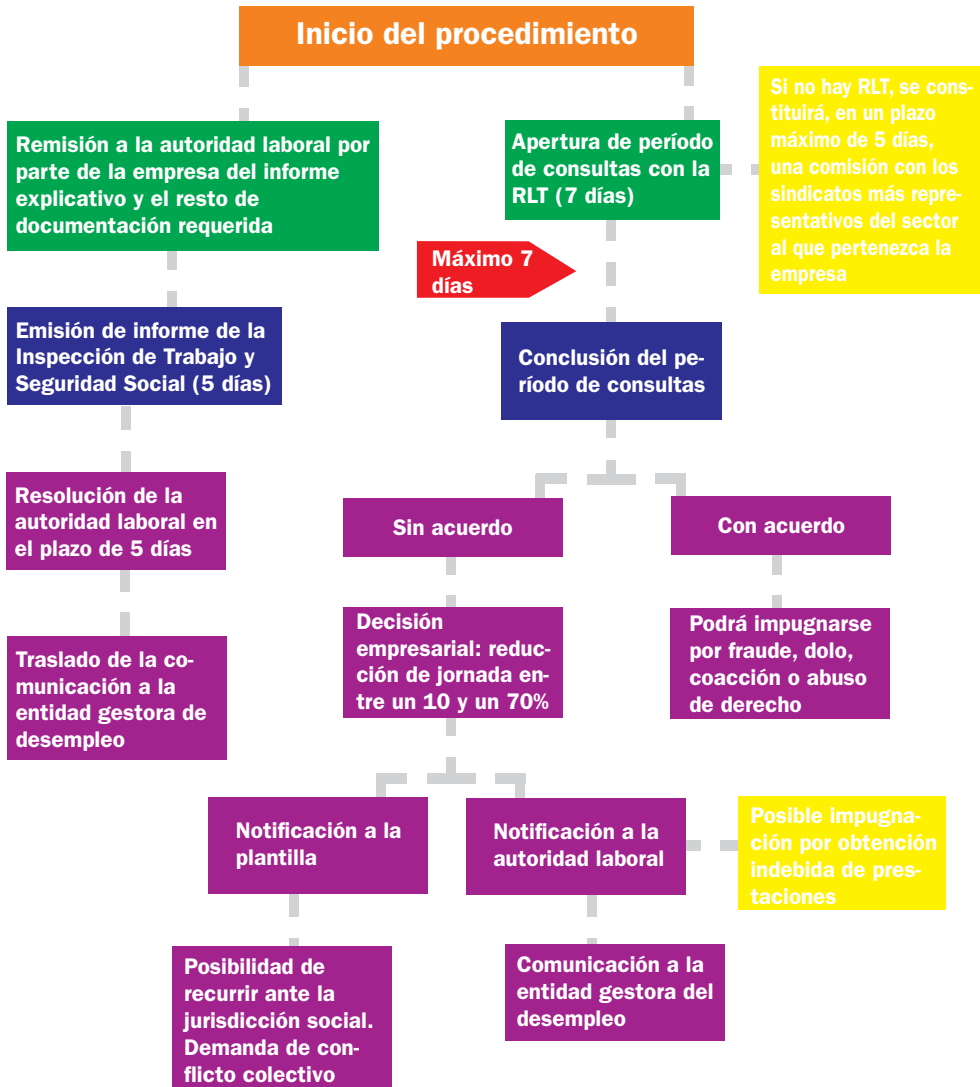 Inicio del procedimiento
Remisión a la autoridad laboral por
parte de la empresa del informe
explicativo y el resto de
documentación requerida
Apertura de período
de consultas con la
RLT (7 días)
Si no hay RLT, se cons-
tituirá, en un plazo
máximo de 5 días,
una comisión con los
sindicatos más repre-
sentativos del sector
al que pertenezca la
empresa
Máximo 7
días
Emisión de informe de la
Inspección de Trabajo y
Seguridad Social (5 días)
Conclusión del pe-
ríodo de consultas
Resolución de la
autoridad laboral en
el plazo de 5 días
Sin acuerdo
Con acuerdo
Traslado de la co-
municación a la
entidad gestora de
desempleo
Decisión
empresarial: reduc-
ción de jornada en-
tre un 10 y un 70%
Podrá impugnarse
por fraude, dolo,
coacción o abuso
de derecho
Notificación a la
plantilla
Notificación a la
autoridad laboral
Posible impugna-
ción por obtención
indebida de pres-
taciones
Posibilidad de
recurrir ante la
jurisdicción social.
Demanda de con-
flicto colectivo
Comunicación a la
entidad gestora del
desempleo